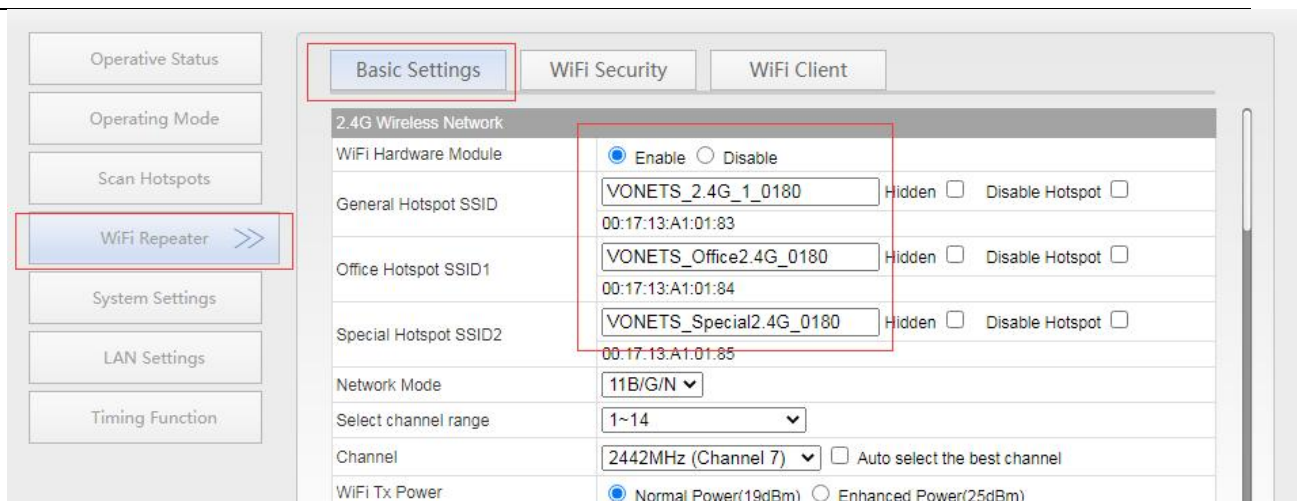 Operative Status
Operating Mode
Scan Hotspots
WiFi Repeater
System Settings
LAN Settings
Timing Function
Basic Settings WiFi Security WiFi Client
2.4G Wireless Network
WiFi Hardware Module Enable Disable
General Hotspot SSID VONETS_2.4G_1_0180 Hidden Disable Hotspot
00:17:13:A1:01:83
Office Hotspot SSID1 VONETS_Office2.4G_0180 Hidden Disable Hotspot
00:17:13:A1:01:84
Special Hotspot SSID2 VONETS_Special2.4G_0180 Hidden Disable Hotspot
00:17:13:A1:01:85
Network Mode 11B/G/N
Select channel range 1~14
Channel 2442MHz (Channel 7) Auto select the best channel
WiFi Tx Power Normal Power(19dBm) Enhanced Power(25dBm)